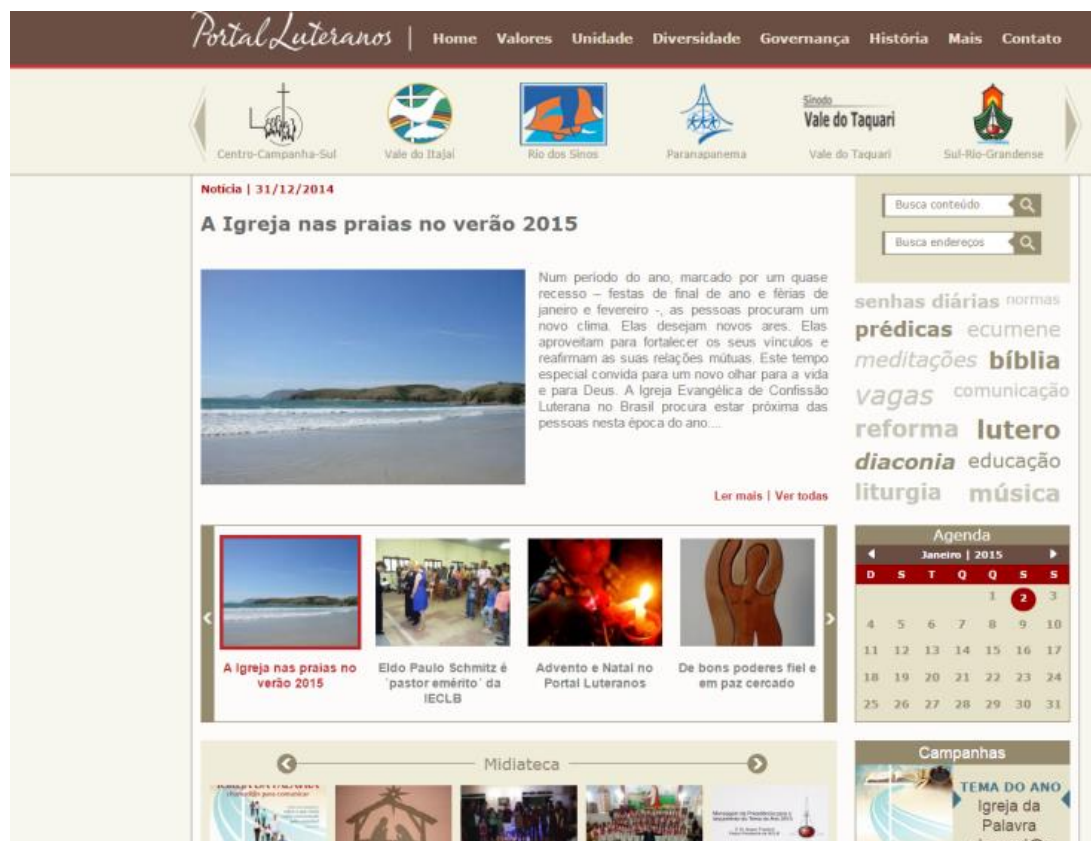 Portal Luteranos | Home Valores Unidade Diversidade Governança História Mais Contato
Sínodo
Vale do Taquari
Centro-Campanha-Sul Vale do Itajaí Rio dos Sinos Paranapanema Vale do Taquari Sul-Rio-Grandense
Notícia | 31/12/2014
A Igreja nas praias no verão 2015
Num período do ano, marcado por um quase
recesso – festas de final de ano e férias de
janeiro e fevereiro -, as pessoas procuram um
novo clima. Elas desejam novos ares. Elas
aproveitam para fortalecer os seus vínculos e
reafirmam as suas relações mútuas. Este tempo
especial convida para um novo olhar para a vida
e para Deus. A Igreja Evangélica de Confissão
Luterana no Brasil procura estar próxima das
pessoas nesta época do ano....
Ler mais | Ver todas
Busca conteúdo
Busca endereços
senhas diárias normas
prédicas ecumene
meditações bíblia
vagas comunicação
reforma lutero
diaconia educação
liturgia música
A Igreja nas praias no
verão 2015
Eldo Paulo Schmitz é
´pastor emérito´ da
IECLB
Advento e Natal no
Portal Luteranos
De bons poderes fiel e
em paz cercado
Agenda
Janeiro | 2015
D S T Q Q S S
1 2 3
4 5 6 7 8 9 10
11 12 13 14 15 16 17
18 19 20 21 22 23 24
25 26 27 28 29 30 31
Midiateca
Campanhas
TEMA DO ANO
Igreja da
Palavra